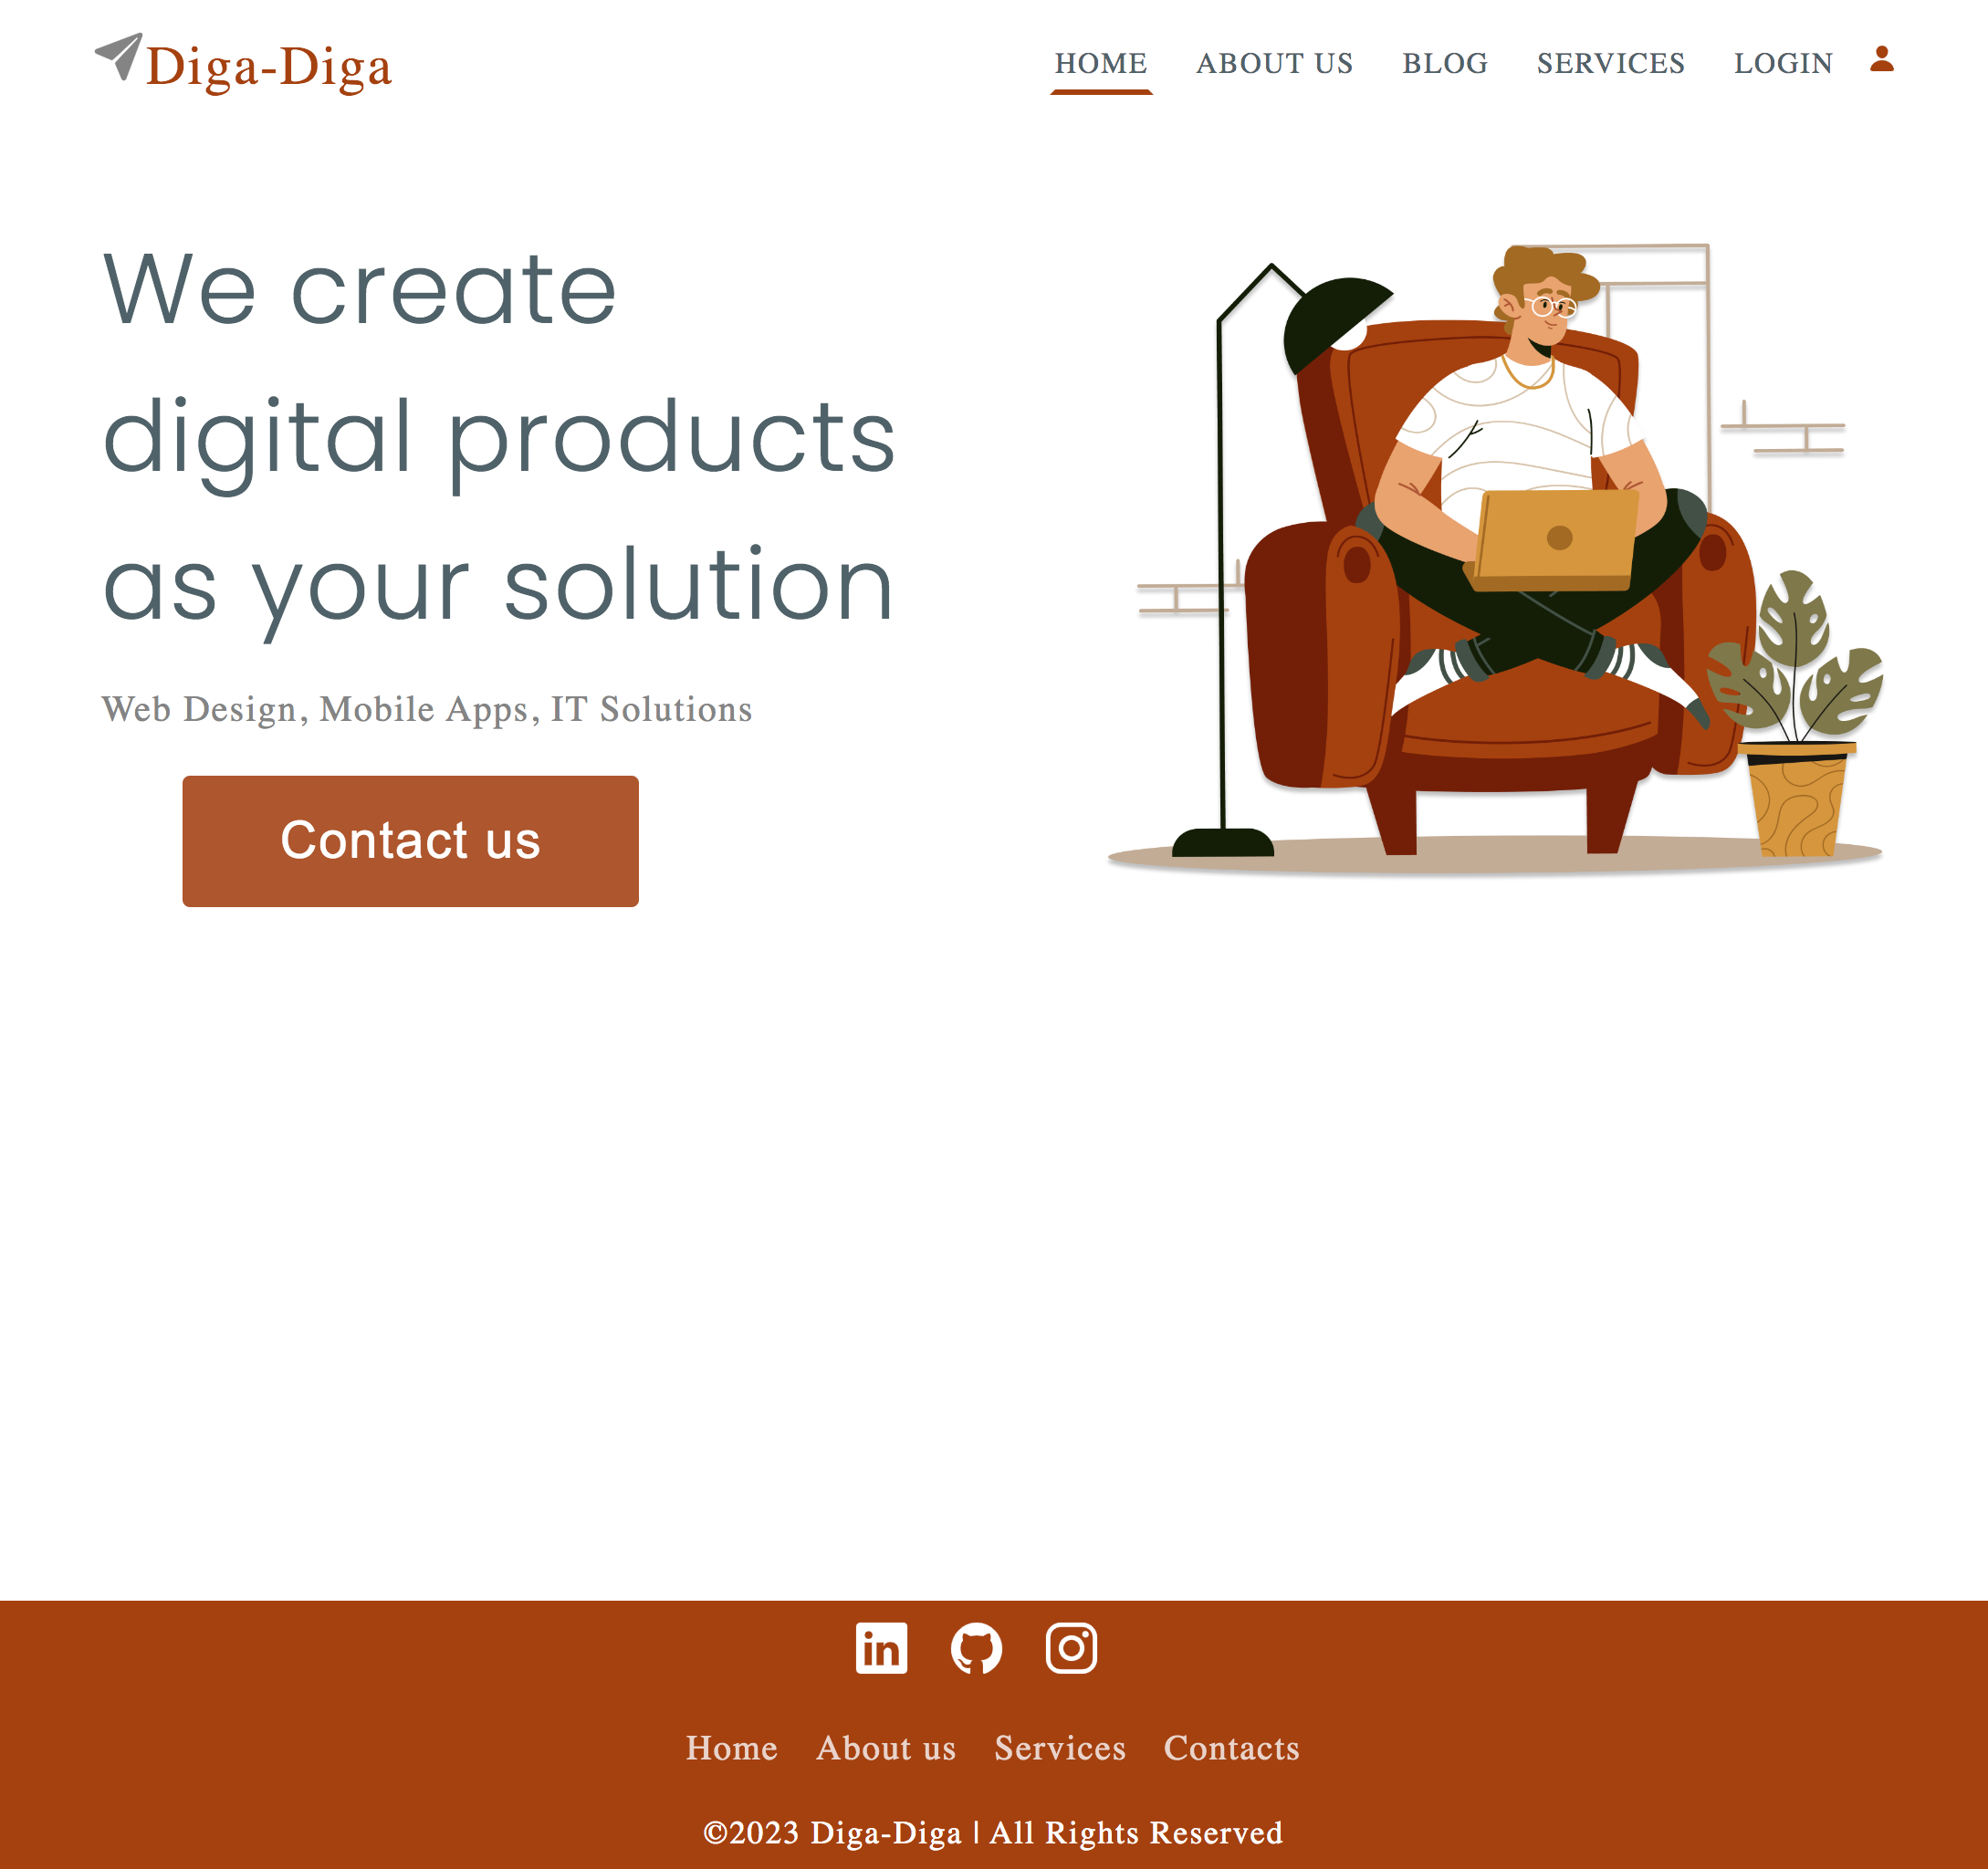 Diga-Diga
HOME ABOUT US BLOG SERVICES LOGIN
We create
digital products
as your solution
Web Design, Mobile Apps, IT Solutions
Contact us
in
Home About us Services Contacts
©2023 Diga-Diga | All Rights Reserved